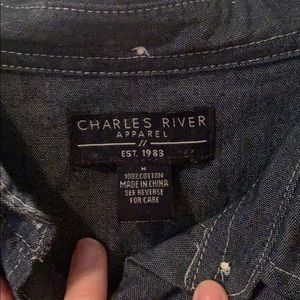 CHARLES RIVER
APPAREL
EST. 1983
M
100%COTTON
MADE IN CHINA
SEE REVERSE
FOR CARE